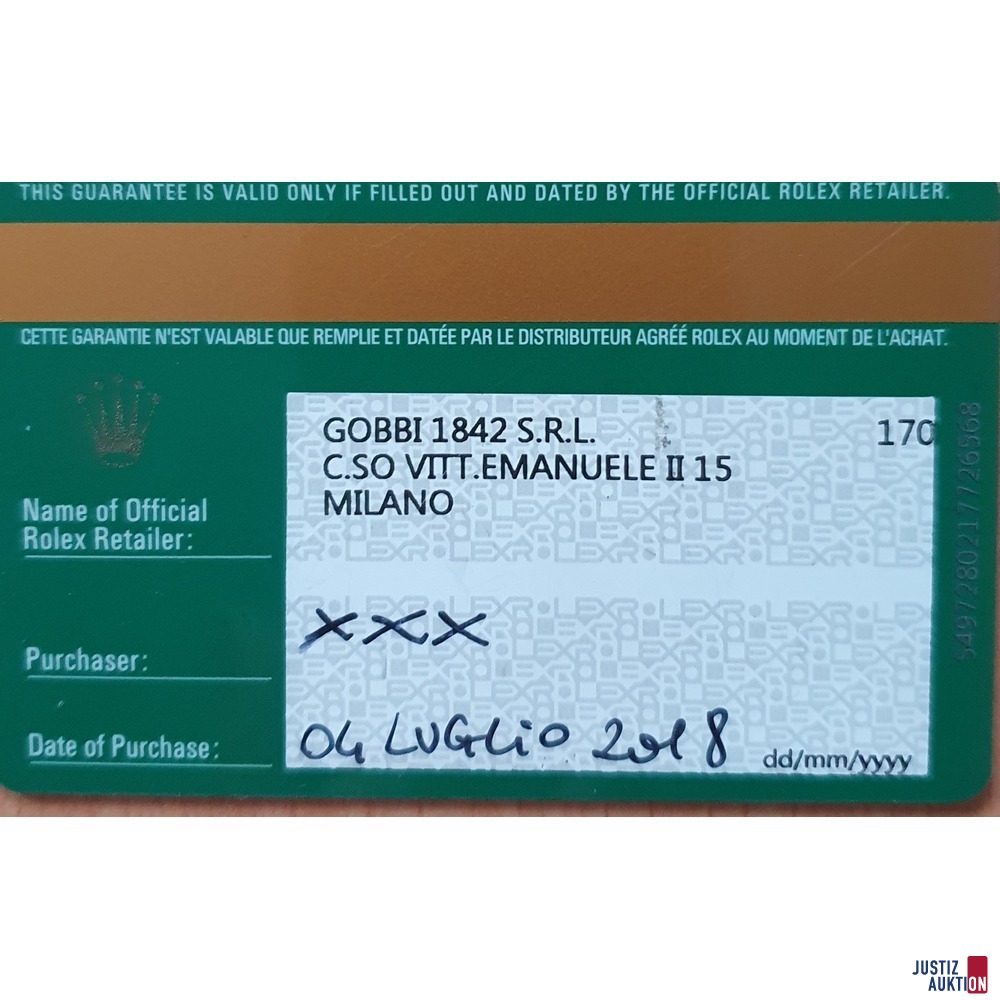 THIS GUARANTEE IS VALID ONLY IF FILLED OUT AND DATED BY THE OFFICIAL ROLEX RETAILER.
CETTE GARANTIE N'EST VALABLE QUE REMPLIE ET DATÉE PAR LE DISTRIBUTEUR AGRÉÉ ROLEX AU MOMENT DE L'ACHAT.
GOBBI 1842 S.R.L. 170
C.SO VITT.EMANUELE II 15
MILANO
Name of Official
Rolex Retailer:
Purchaser: XXX
Date of Purchase: 04 LUGLIO 2018 dd/mm/yyyy
JUSTIZ
AUKTION